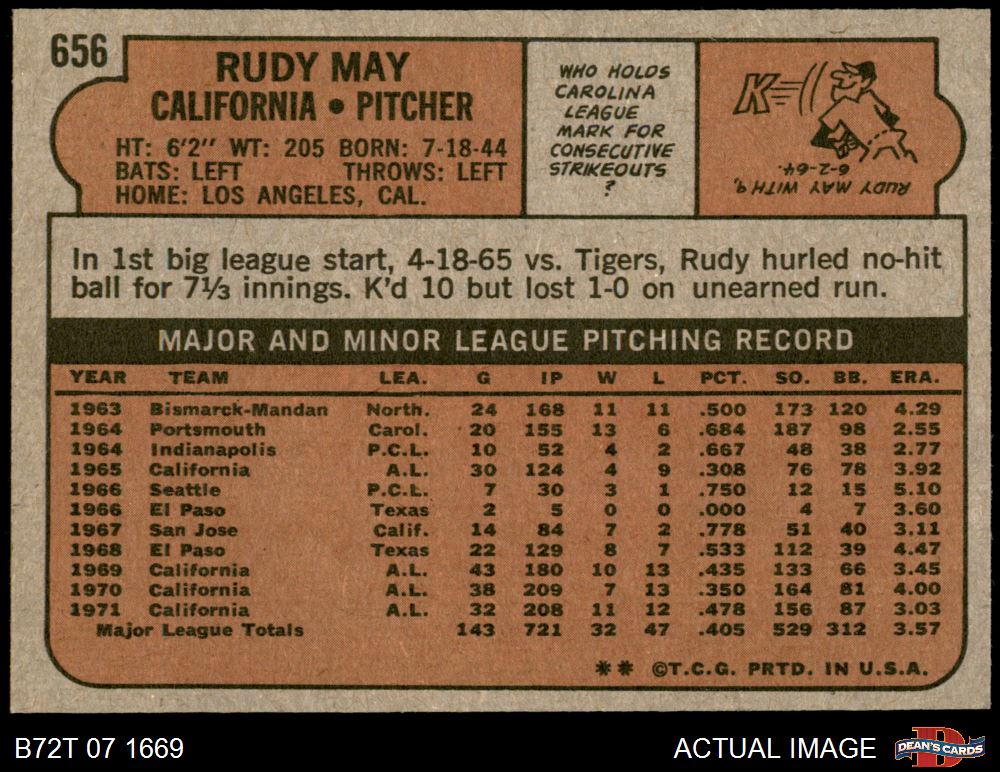 656
RUDY MAY
CALIFORNIA • PITCHER
HT: 6'2" WT: 205 BORN: 7-18-44
BATS: LEFT THROWS: LEFT
HOME: LOS ANGELES, CAL.
WHO HOLDS
CAROLINA
LEAGUE
MARK FOR
CONSECUTIVE
STRIKEOUTS
?
K
RUDY MAY WITH 9,
6-2-64.
In 1st big league start, 4-18-65 vs. Tigers, Rudy hurled no-hit
ball for 7⅓ innings. K'd 10 but lost 1-0 on unearned run.
MAJOR AND MINOR LEAGUE PITCHING RECORD
YEAR TEAM LEA. G IP W L PCT. SO. BB. ERA.
1963 Bismarck-Mandan North. 24 168 11 11 .500 173 120 4.29
1964 Portsmouth Carol. 20 155 13 6 .684 187 98 2.55
1964 Indianapolis P.C.L. 10 52 4 2 .667 48 38 2.77
1965 California A.L. 30 124 4 9 .308 76 78 3.92
1966 Seattle P.C.L. 7 30 3 1 .750 12 15 5.10
1966 El Paso Texas 2 5 0 0 .000 4 7 3.60
1967 San Jose Calif. 14 84 7 2 .778 51 40 3.11
1968 El Paso Texas 22 129 8 7 .533 112 39 4.47
1969 California A.L. 43 180 10 13 .435 133 66 3.45
1970 California A.L. 38 209 7 13 .350 164 81 4.00
1971 California A.L. 32 208 11 12 .478 156 87 3.03
Major League Totals 143 721 32 47 .405 529 312 3.57
** ©T.C.G. PRTD. IN U.S.A.
B72T 07 1669
ACTUAL IMAGE
D
DEAN'S CARDS